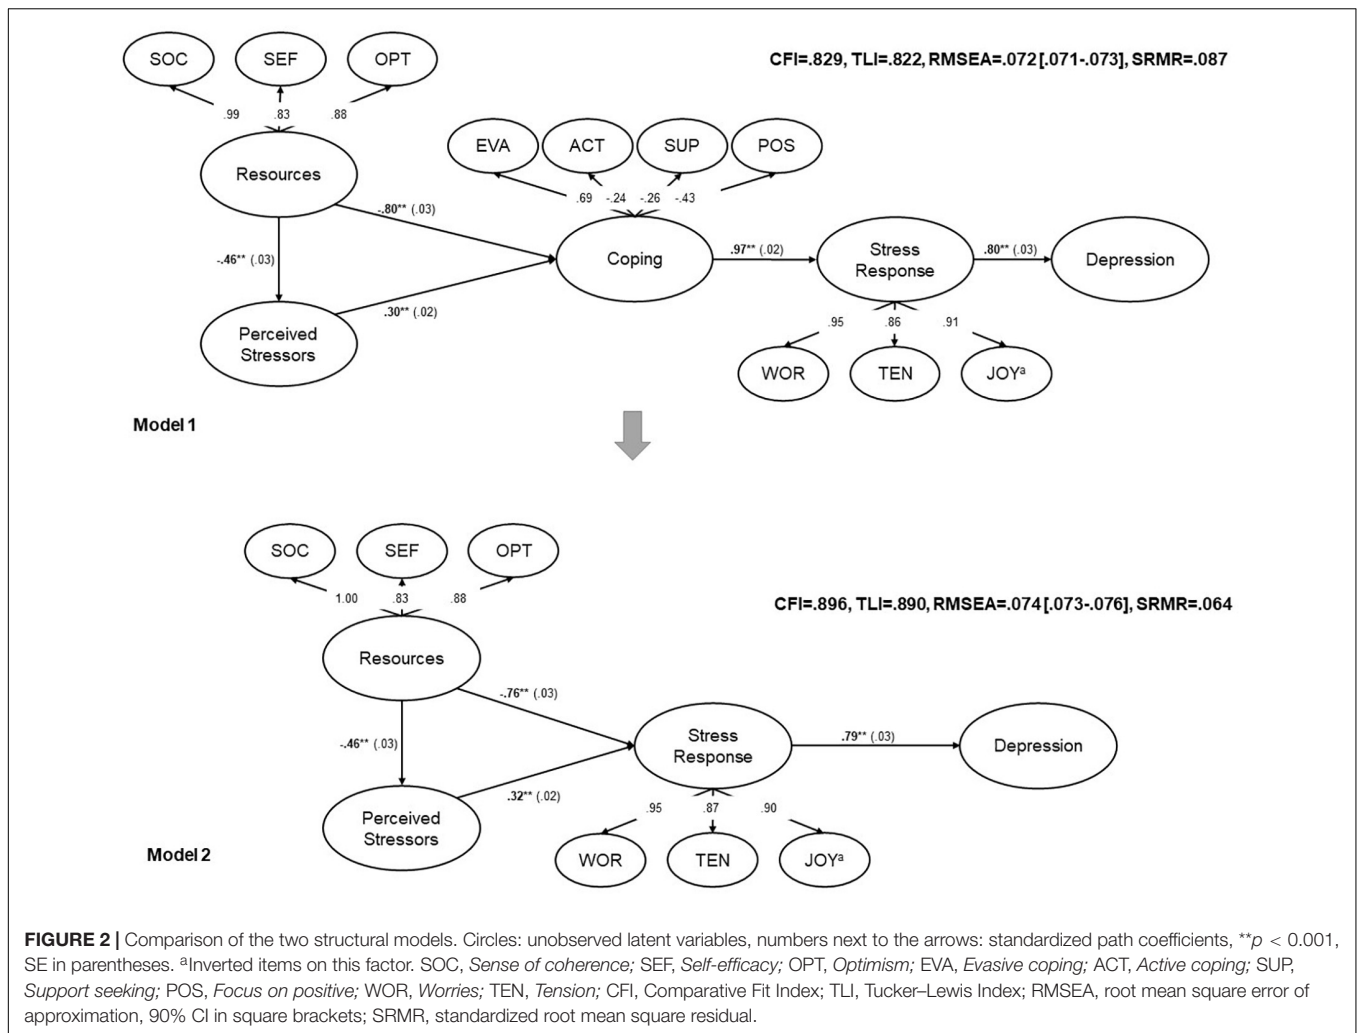 SOC SEF OPT
CFI=.829, TLI=.822, RMSEA=.072 [.071-.073], SRMR=.087
.99 .83 .88
EVA ACT SUP POS
Resources
.69 -.24 -.26 -.43
-.80** (.03)
-.46** (.03)
Coping
.97** (.02)
Stress
Response
.80** (.03)
Depression
.30** (.02)
Perceived
Stressors
.95 .86 .91
WOR TEN JOYᵃ
Model 1
SOC SEF OPT
1.00 .83 .88
CFI=.896, TLI=.890, RMSEA=.074 [.073-.076], SRMR=.064
Resources
-.76** (.03)
-.46** (.03)
Stress
Response
.79** (.03)
Depression
.32** (.02)
Perceived
Stressors
.95 .87 .90
Model 2
WOR TEN JOYᵃ
FIGURE 2 | Comparison of the two structural models. Circles: unobserved latent variables, numbers next to the arrows: standardized path coefficients, **p < 0.001,
SE in parentheses. ᵃInverted items on this factor. SOC, Sense of coherence; SEF, Self-efficacy; OPT, Optimism; EVA, Evasive coping; ACT, Active coping; SUP,
Support seeking; POS, Focus on positive; WOR, Worries; TEN, Tension; CFI, Comparative Fit Index; TLI, Tucker–Lewis Index; RMSEA, root mean square error of
approximation, 90% CI in square brackets; SRMR, standardized root mean square residual.